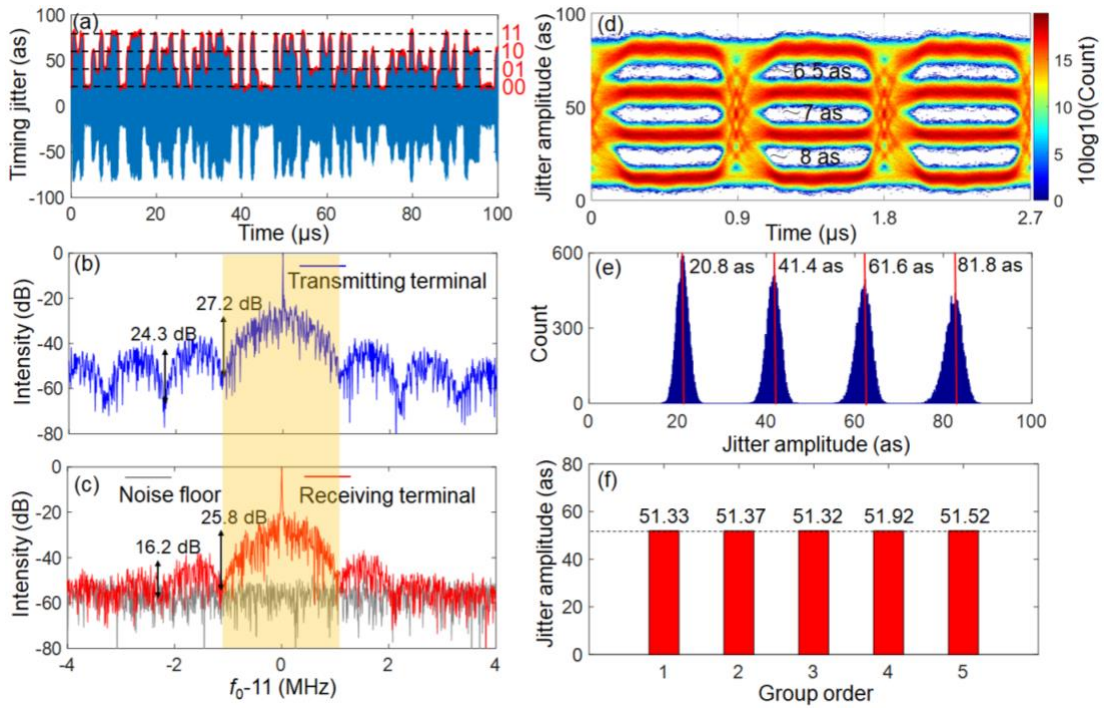 (a)
Timing jitter (as)
100
50
0
-50
-100
11
10
01
00
0 20 40 60 80 100
Time (μs)
(b)
Intensity (dB)
0
-20
-40
-60
-80
Transmitting terminal
27.2 dB
24.3 dB
(c)
Intensity (dB)
0
-20
-40
-60
-80
Noise floor
Receiving terminal
25.8 dB
16.2 dB
-4 -2 0 2 4
f₀-11 (MHz)
(d)
Jitter amplitude (as)
100
50
0
6.5 as
7 as
8 as
0 0.9 1.8 2.7
Time (μs)
15
10
5
0
10log10(Count)
(e)
Count
600
300
0
20.8 as 41.4 as 61.6 as 81.8 as
0 20 40 60 80 100
Jitter amplitude (as)
(f)
Jitter amplitude (as)
80
60
40
20
0
51.33 51.37 51.32 51.92 51.52
1 2 3 4 5
Group order